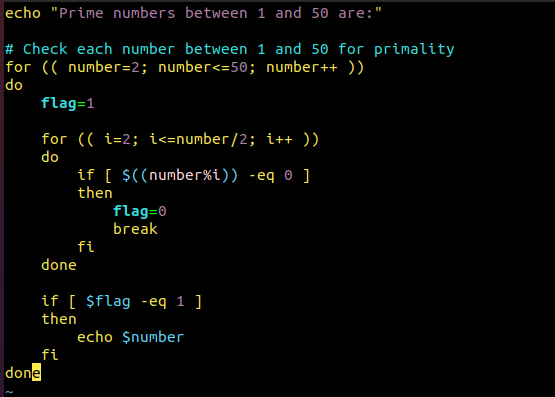 echo "Prime numbers between 1 and 50 are:"

# Check each number between 1 and 50 for primality
for (( number=2; number<=50; number++ ))
do
    flag=1

    for (( i=2; i<=number/2; i++ ))
    do
        if [ $((number%i)) -eq 0 ]
        then
            flag=0
            break
        fi
    done

    if [ $flag -eq 1 ]
    then
        echo $number
    fi
done
~